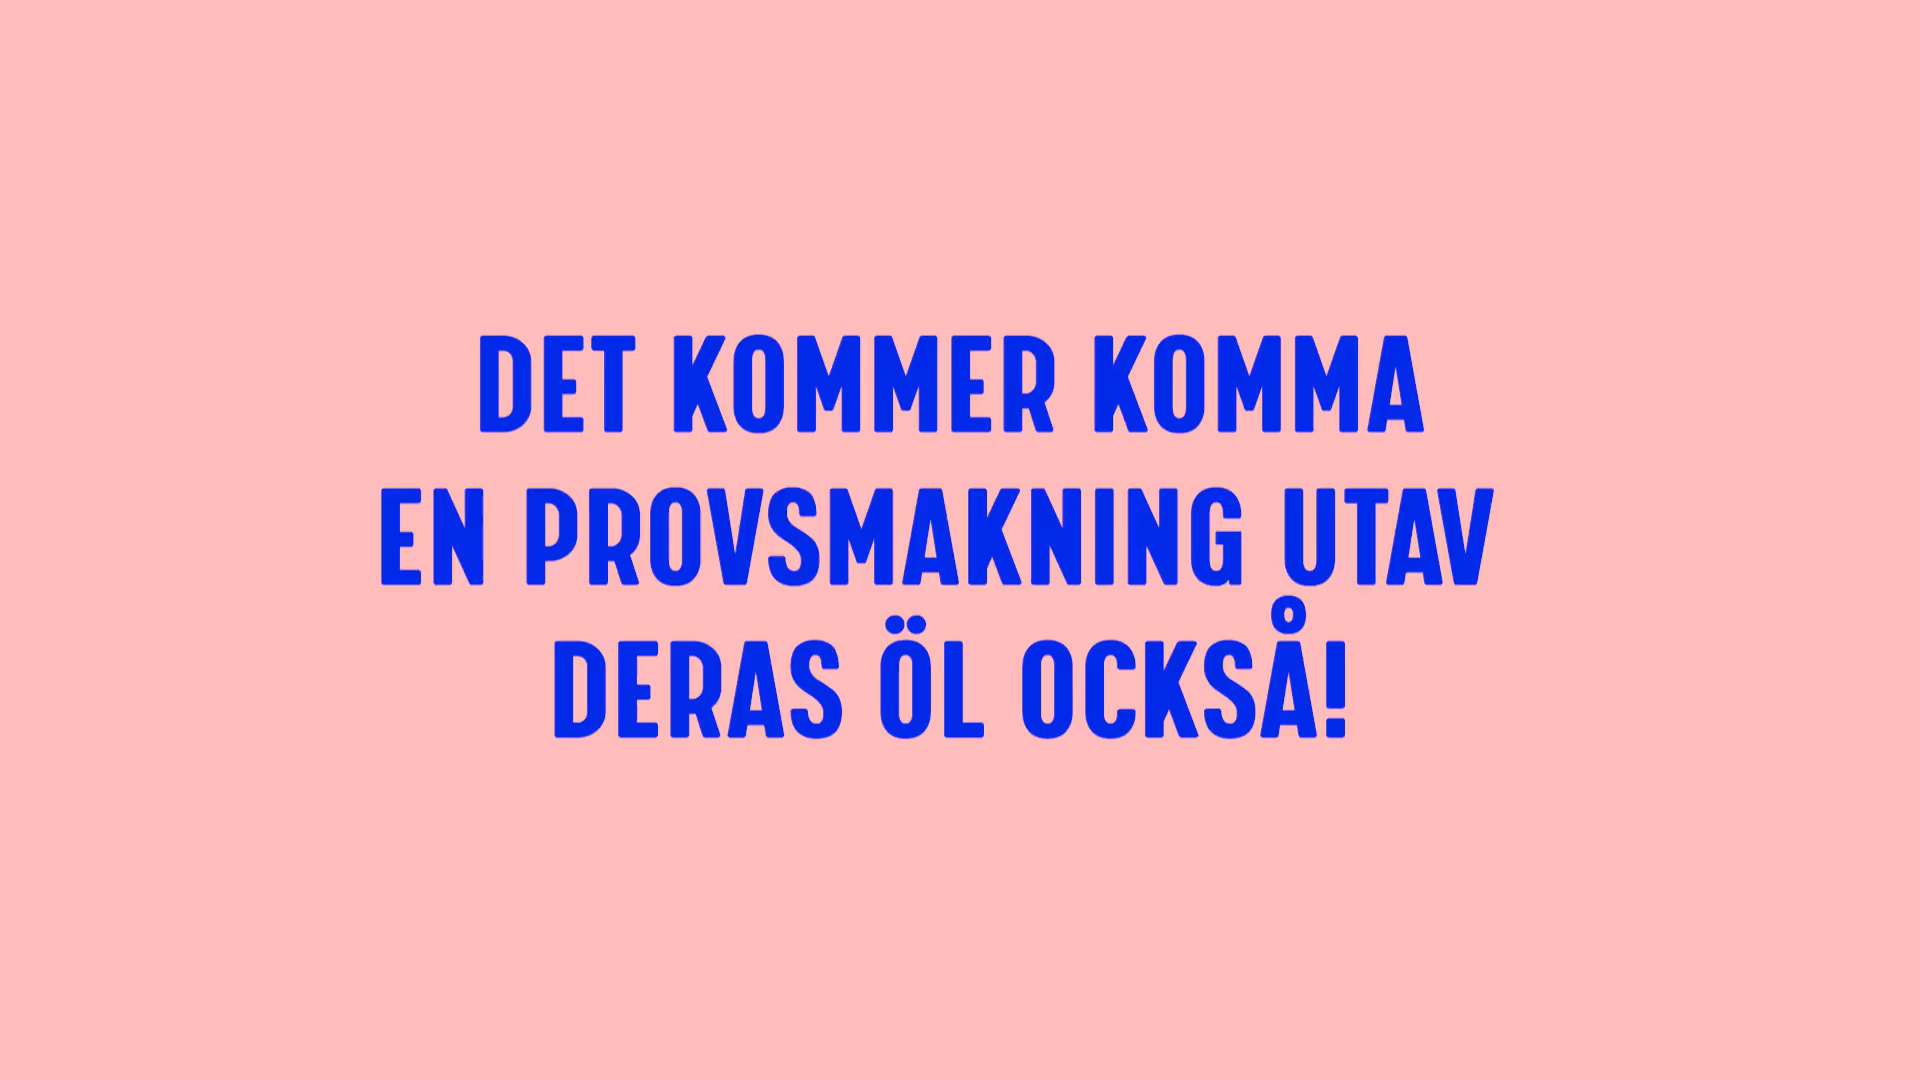 DET KOMMER KOMMA
EN PROVSMAKNING UTAV
DERAS ÖL OCKSÅ!